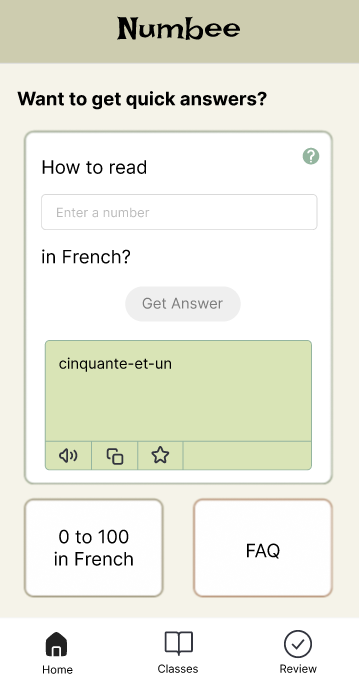 Numbee
Want to get quick answers?
How to read
?
Enter a number
in French?
Get Answer
cinquante-et-un
0 to 100
in French
FAQ
Home
Classes
Review